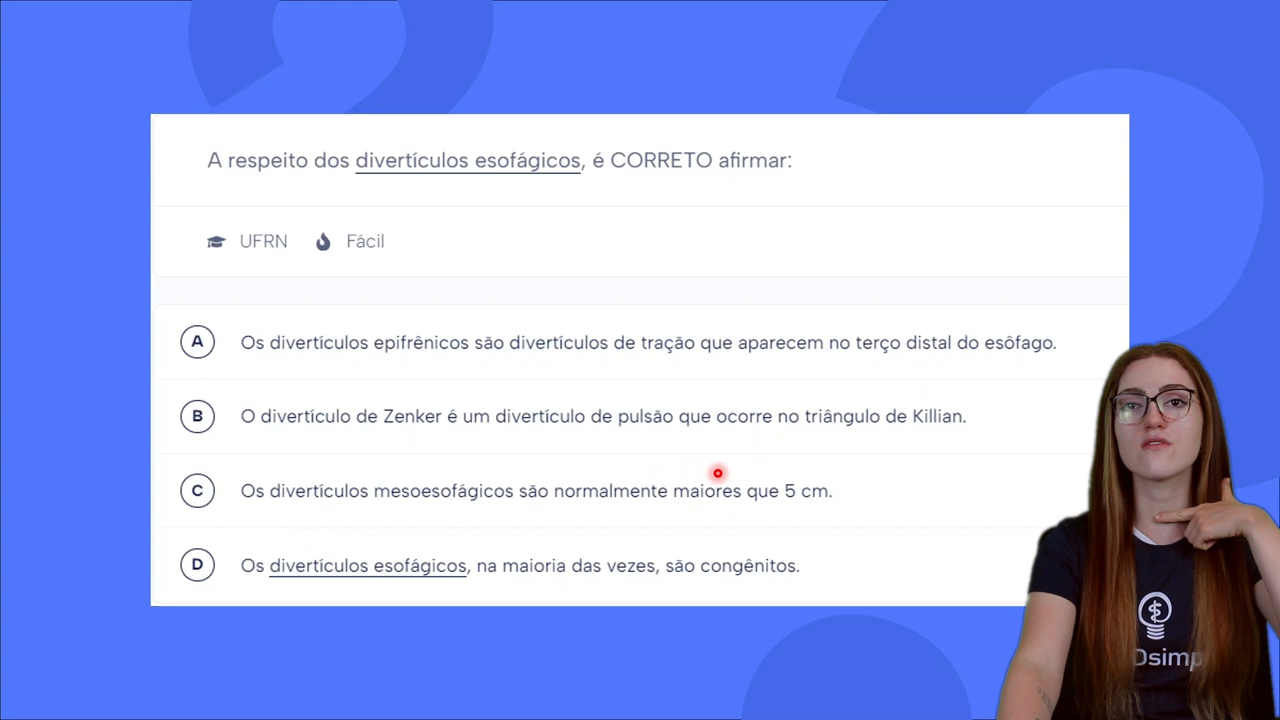 A respeito dos divertículos esofágicos, é CORRETO afirmar:
UFRN Fácil
A Os divertículos epifrênicos são divertículos de tração que aparecem no terço distal do esôfago.
B O divertículo de Zenker é um divertículo de pulsão que ocorre no triângulo de Killian.
C Os divertículos mesoesofágicos são normalmente maiores que 5 cm.
D Os divertículos esofágicos, na maioria das vezes, são congênitos.
Dsimp